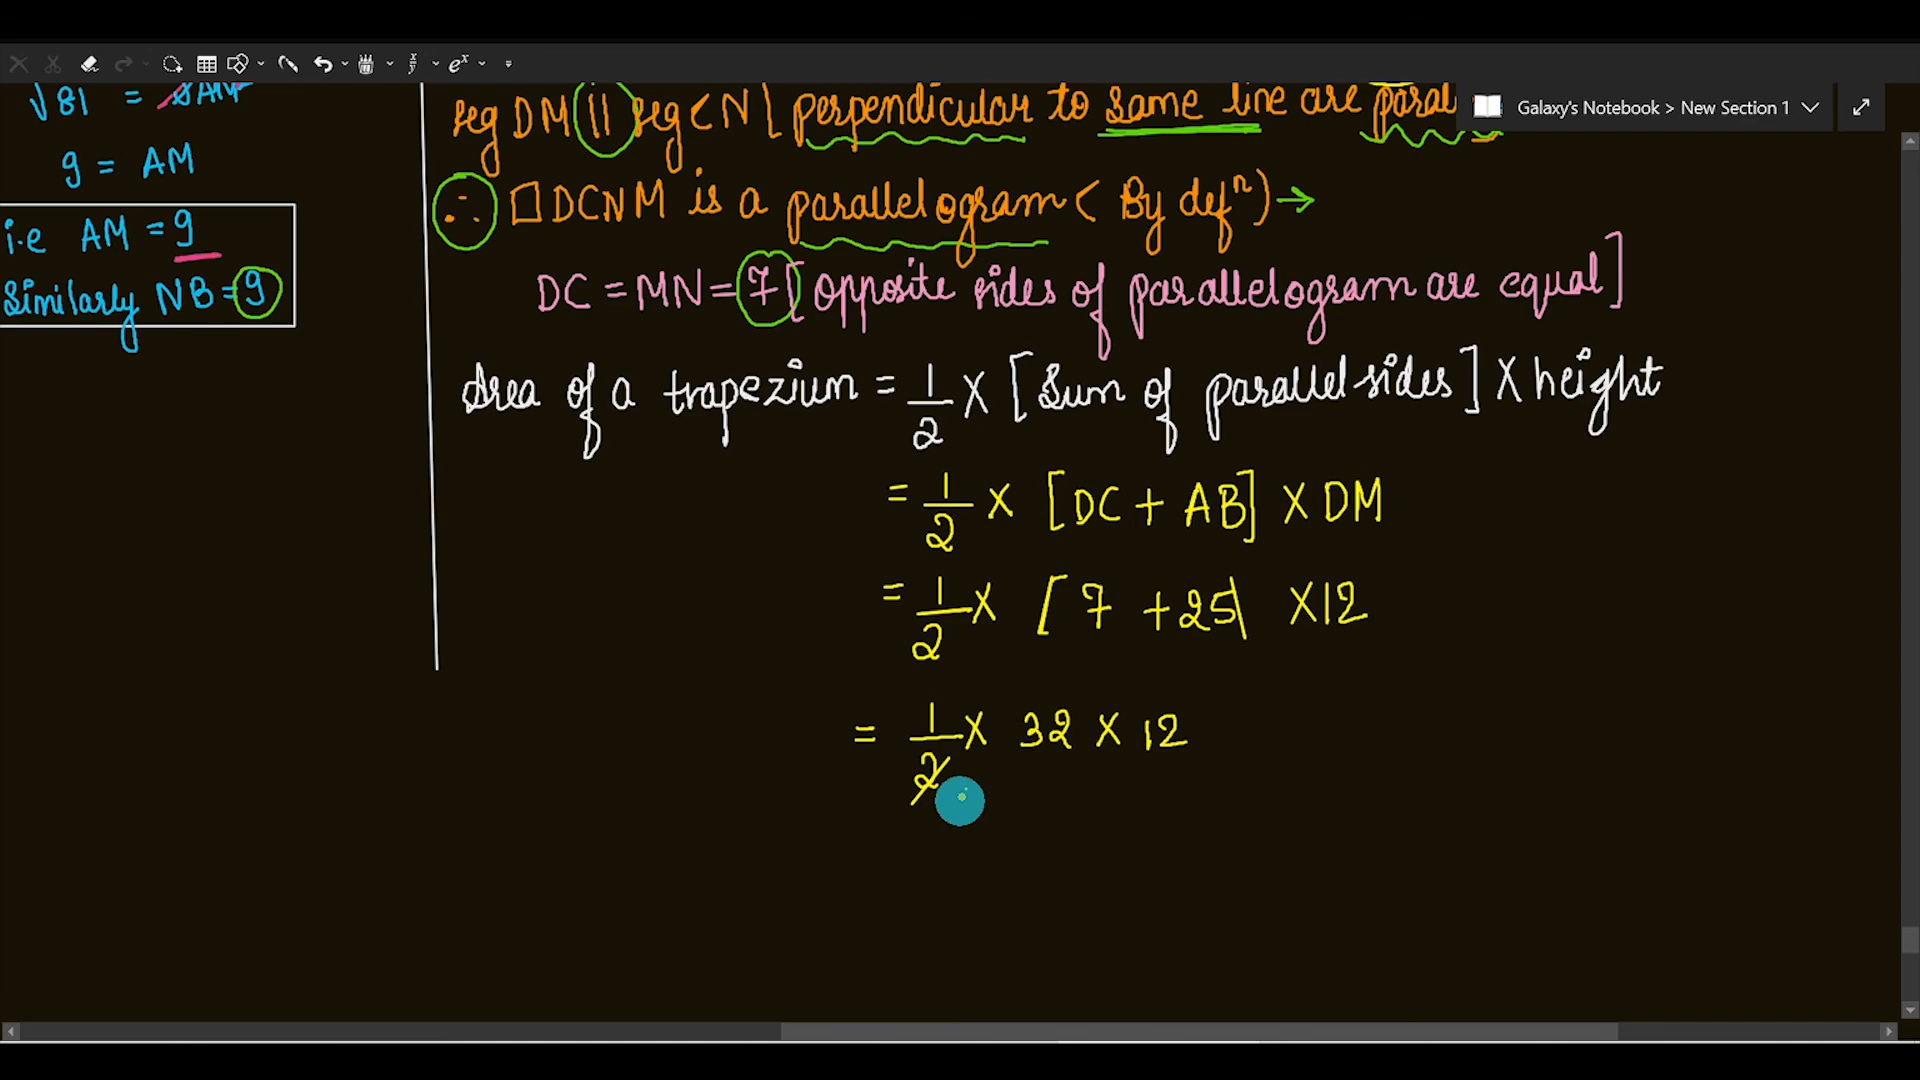 √81 =
9 = AM
i.e AM = 9
Similarly NB = 9
seg DM || seg CN [perpendicular to same line are paral
Galaxy's Notebook > New Section 1
∴ □DCNM is a parallelogram ( By defⁿ) →
DC = MN = 7 [opposite sides of parallelogram are equal]
Area of a trapezium = 1/2 X [Sum of parallel sides] X height
= 1/2 X [DC + AB] X DM
= 1/2 X [7 + 25] X 12
= 1/2 X 32 X 12